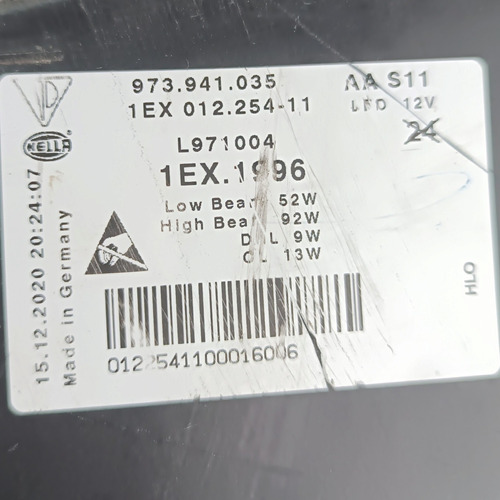 973.941.035 AA S11
1EX 012.254-11 LED 12V
24
HELLA
L971004
1EX.1996
Low Beam 52W
High Beam 92W
DRL 9W
CL 13W
15.12.2020 20:24:07
Made in Germany
HLO
0122541100016006